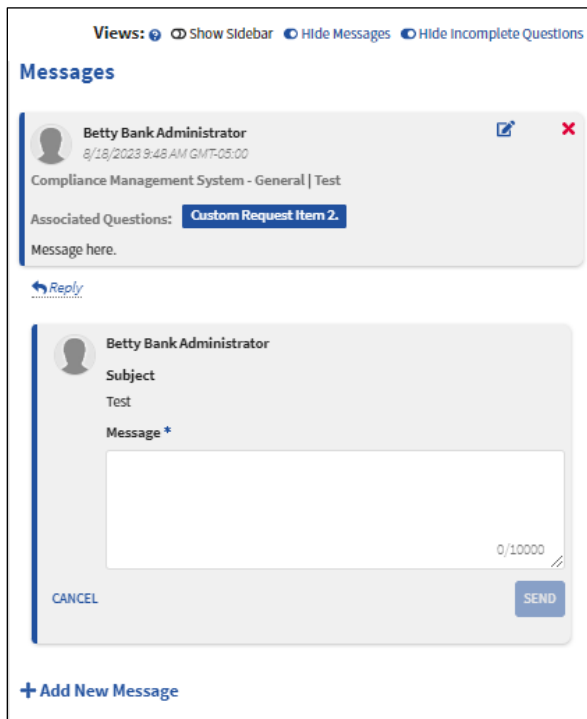 Views: ? Show Sidebar Hide Messages Hide Incomplete Questions
Messages
Betty Bank Administrator
8/18/2023 9:48 AM GMT-05:00
Compliance Management System - General | Test
Associated Questions: Custom Request Item 2.
Message here.
Reply
Betty Bank Administrator
Subject
Test
Message *
0/10000
CANCEL SEND
+ Add New Message